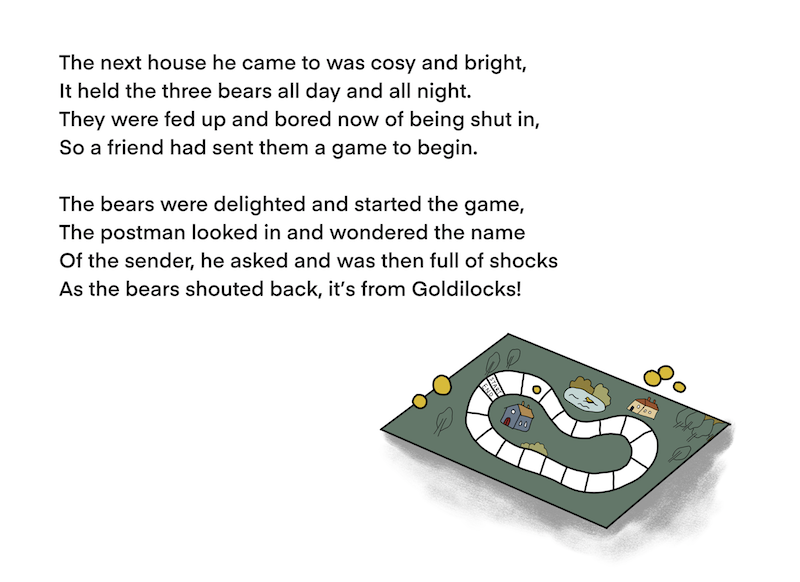 The next house he came to was cosy and bright,
It held the three bears all day and all night.
They were fed up and bored now of being shut in,
So a friend had sent them a game to begin.
The bears were delighted and started the game,
The postman looked in and wondered the name
Of the sender, he asked and was then full of shocks
As the bears shouted back, it’s from Goldilocks!
START
END